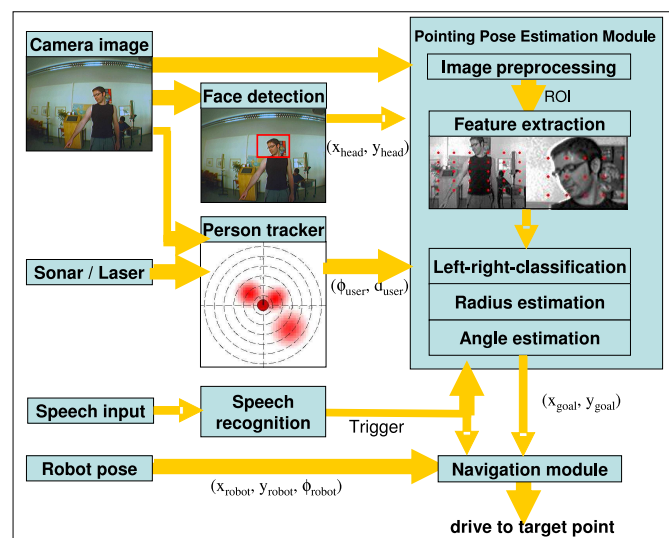 Camera image
Pointing Pose Estimation Module
Image preprocessing
ROI
Face detection
Feature extraction
(x_head, y_head)
Person tracker
Sonar / Laser
(ϕ_user, d_user)
Left-right-classification
Radius estimation
Angle estimation
Speech input
Speech
recognition
Trigger
(x_goal, y_goal)
Robot pose
(x_robot, y_robot, ϕ_robot)
Navigation module
drive to target point